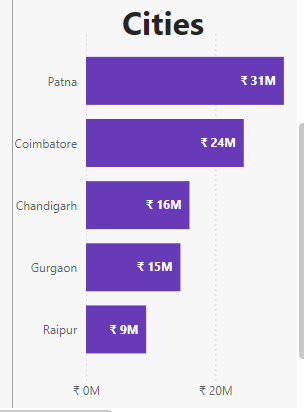 Cities
Patna ₹ 31M
Coimbatore ₹ 24M
Chandigarh ₹ 16M
Gurgaon ₹ 15M
Raipur ₹ 9M
₹ 0M ₹ 20M